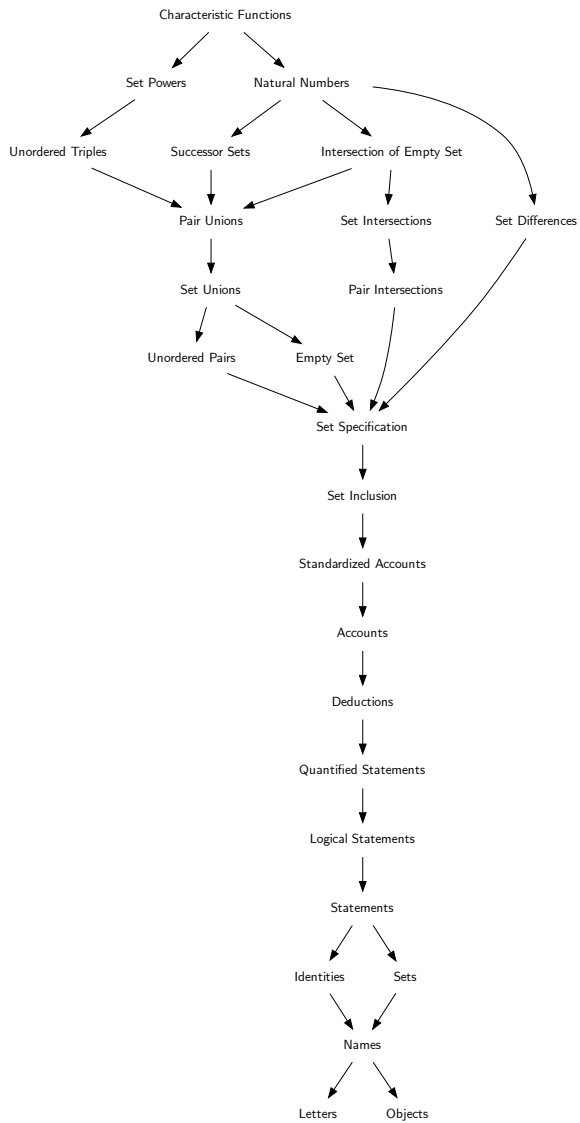 Characteristic Functions
Set Powers
Natural Numbers
Unordered Triples
Successor Sets
Intersection of Empty Set
Pair Unions
Set Intersections
Set Differences
Set Unions
Pair Intersections
Unordered Pairs
Empty Set
Set Specification
Set Inclusion
Standardized Accounts
Accounts
Deductions
Quantified Statements
Logical Statements
Statements
Identities
Sets
Names
Letters
Objects